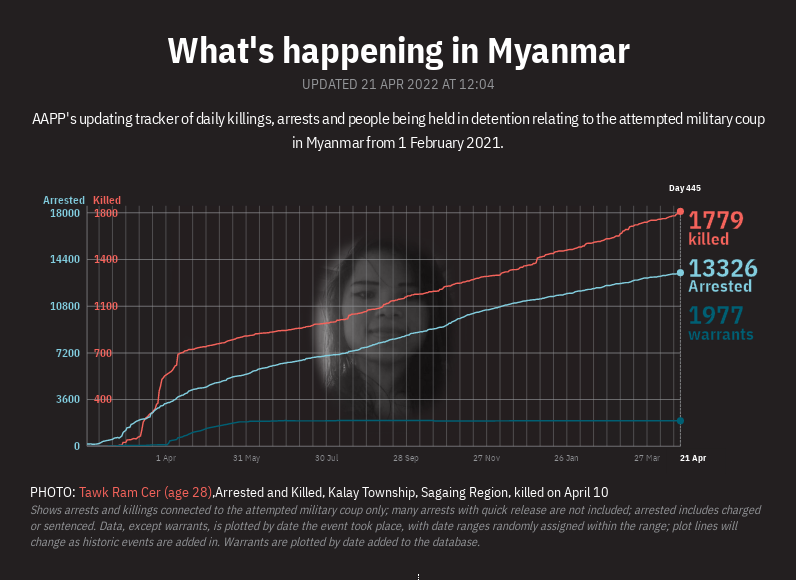 What's happening in Myanmar
UPDATED 21 APR 2022 AT 12:04
AAPP's updating tracker of daily killings, arrests and people being held in detention relating to the attempted military coup
in Myanmar from 1 February 2021.
Day 445
Arrested Killed
18000 1800
14400 1400
10800 1100
7200 700
3600 400
0
1779
killed
13326
Arrested
1977
warrants
1 Apr 31 May 30 Jul 28 Sep 27 Nov 26 Jan 27 Mar 21 Apr
PHOTO: Tawk Ram Cer (age 28),Arrested and Killed, Kalay Township, Sagaing Region, killed on April 10
Shows arrests and killings connected to the attempted military coup only; many arrests with quick release are not included; arrested includes charged
or sentenced. Data, except warrants, is plotted by date the event took place, with date ranges randomly assigned within the range; plot lines will
change as historic events are added in. Warrants are plotted by date added to the database.